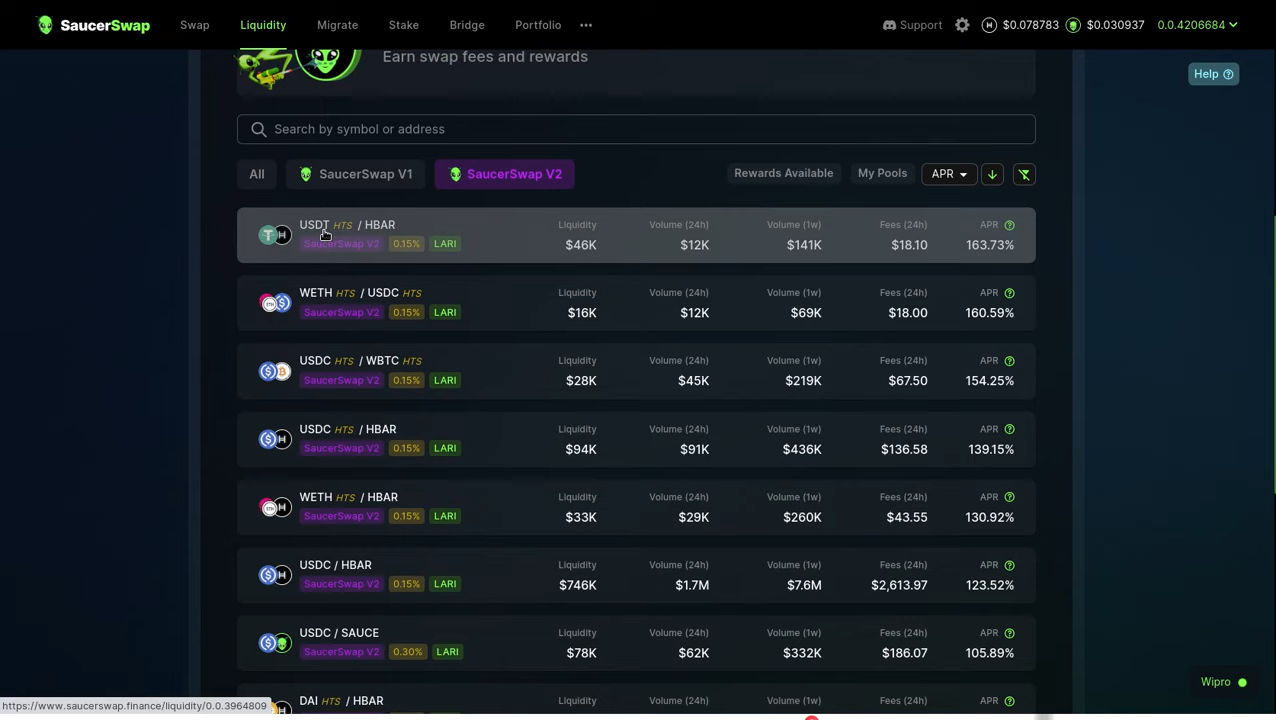 SaucerSwap Swap Liquidity Migrate Stake Bridge Portfolio ••• Support $0.078783 $0.030937 0.0.4206684
Earn swap fees and rewards
Help
Search by symbol or address
All SaucerSwap V1 SaucerSwap V2 Rewards Available My Pools APR
USDT HTS / HBAR Liquidity Volume (24h) Volume (1w) Fees (24h) APR
SaucerSwap V2 0.15% LARI $46K $12K $141K $18.10 163.73%
WETH HTS / USDC HTS Liquidity Volume (24h) Volume (1w) Fees (24h) APR
SaucerSwap V2 0.15% LARI $16K $12K $69K $18.00 160.59%
USDC HTS / WBTC HTS Liquidity Volume (24h) Volume (1w) Fees (24h) APR
SaucerSwap V2 0.15% LARI $28K $45K $219K $67.50 154.25%
USDC HTS / HBAR Liquidity Volume (24h) Volume (1w) Fees (24h) APR
SaucerSwap V2 0.15% LARI $94K $91K $436K $136.58 139.15%
WETH HTS / HBAR Liquidity Volume (24h) Volume (1w) Fees (24h) APR
SaucerSwap V2 0.15% LARI $33K $29K $260K $43.55 130.92%
USDC / HBAR Liquidity Volume (24h) Volume (1w) Fees (24h) APR
SaucerSwap V2 0.15% LARI $746K $1.7M $7.6M $2,613.97 123.52%
USDC / SAUCE Liquidity Volume (24h) Volume (1w) Fees (24h) APR
SaucerSwap V2 0.30% LARI $78K $62K $332K $186.07 105.89%
DAI HTS / HBAR Liquidity Volume (24h) Volume (1w) Fees (24h) APR
Wipro
https://www.saucerswap.finance/liquidity/0.0.3964809